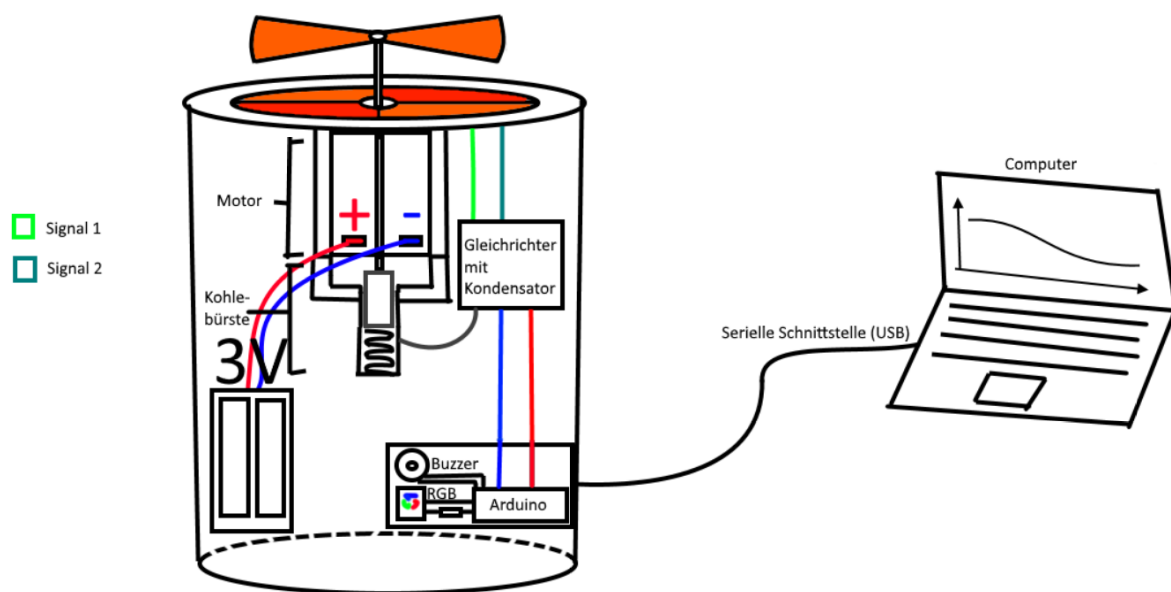 Computer
Motor
+ -
Signal 1
Signal 2
Gleichrichter
mit
Kondensator
Kohle-
bürste
3V
Serielle Schnittstelle (USB)
Buzzer
RGB
Arduino